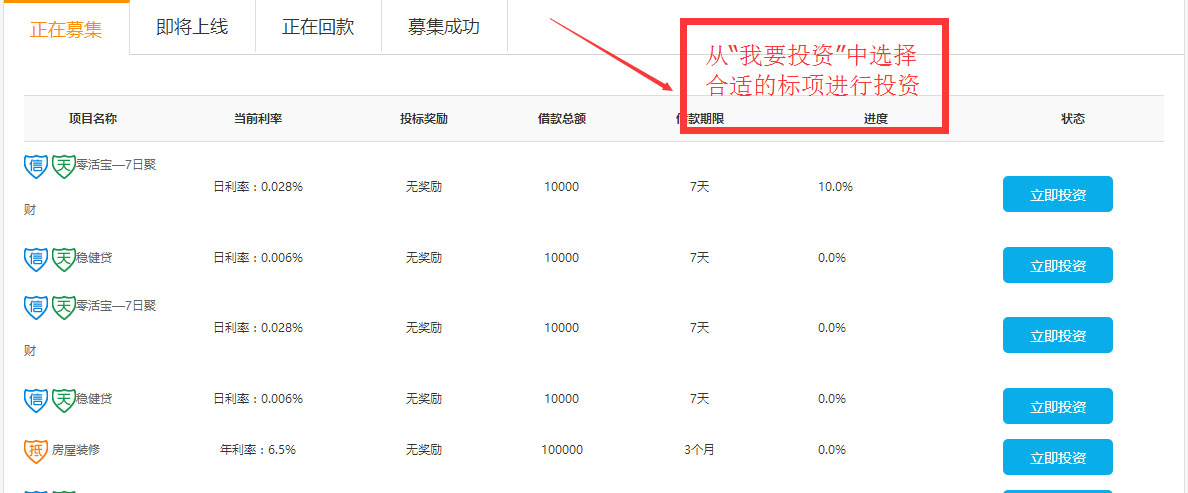 正在募集 即将上线 正在回款 募集成功
从“我要投资”中选择
合适的标项进行投资
项目名称 当前利率 投标奖励 借款总额 借款期限 进度 状态
信 天 零活宝—7日聚
财 日利率：0.028% 无奖励 10000 7天 10.0% 立即投资
信 天 稳健贷 日利率：0.006% 无奖励 10000 7天 0.0% 立即投资
信 天 零活宝—7日聚
财 日利率：0.028% 无奖励 10000 7天 0.0% 立即投资
信 天 稳健贷 日利率：0.006% 无奖励 10000 7天 0.0% 立即投资
抵 房屋装修 年利率：6.5% 无奖励 100000 3个月 0.0% 立即投资